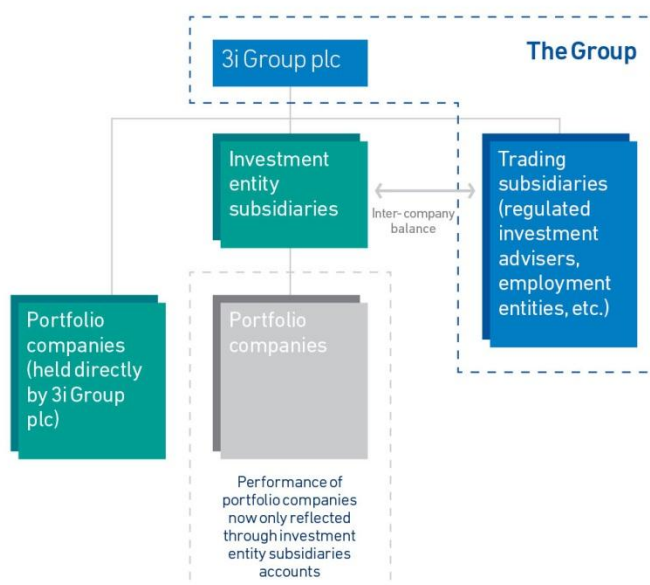 3i Group plc
The Group
Investment
entity
subsidiaries
Inter-company
balance
Trading
subsidiaries
(regulated
investment
advisers,
employment
entities, etc.)
Portfolio
companies
(held directly
by 3i Group
plc)
Portfolio
companies
Performance of
portfolio companies
now only reflected
through investment
entity subsidiaries
accounts